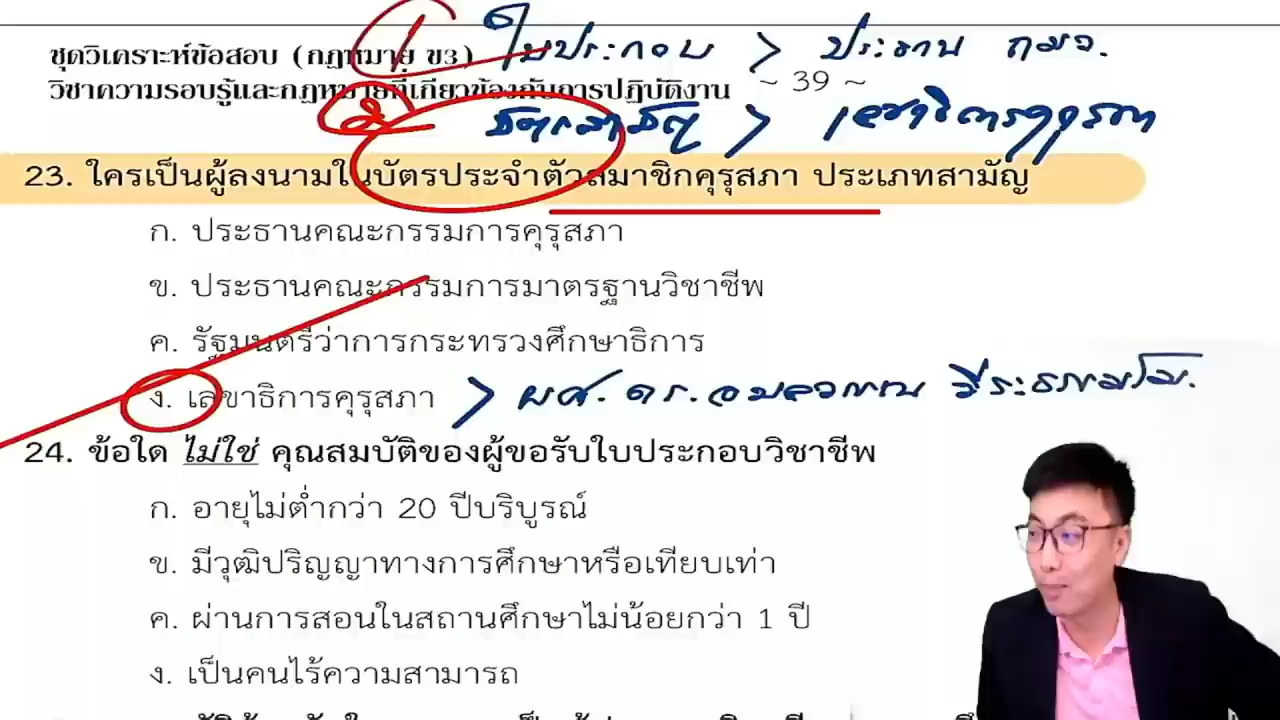 ชุดวิเคราะห์ข้อสอบ (กฎหมาย ข3) ใบประกอบ > ประธาน กมว.
วิชาความรอบรู้และกฎหมายที่เกี่ยวข้องกับการปฏิบัติงาน ~ 39 ~
บัตรสามัญ > เลขาธิการคุรุสภา
23. ใครเป็นผู้ลงนามในบัตรประจำตัวสมาชิกคุรุสภา ประเภทสามัญ
ก. ประธานคณะกรรมการคุรุสภา
ข. ประธานคณะกรรมการมาตรฐานวิชาชีพ
ค. รัฐมนตรีว่าการกระทรวงศึกษาธิการ
ง. เลขาธิการคุรุสภา > ผศ. ดร.
24. ข้อใด ไม่ใช่ คุณสมบัติของผู้ขอรับใบประกอบวิชาชีพ
ก. อายุไม่ต่ำกว่า 20 ปีบริบูรณ์
ข. มีวุฒิปริญญาทางการศึกษาหรือเทียบเท่า
ค. ผ่านการสอนในสถานศึกษาไม่น้อยกว่า 1 ปี
ง. เป็นคนไร้ความสามารถ